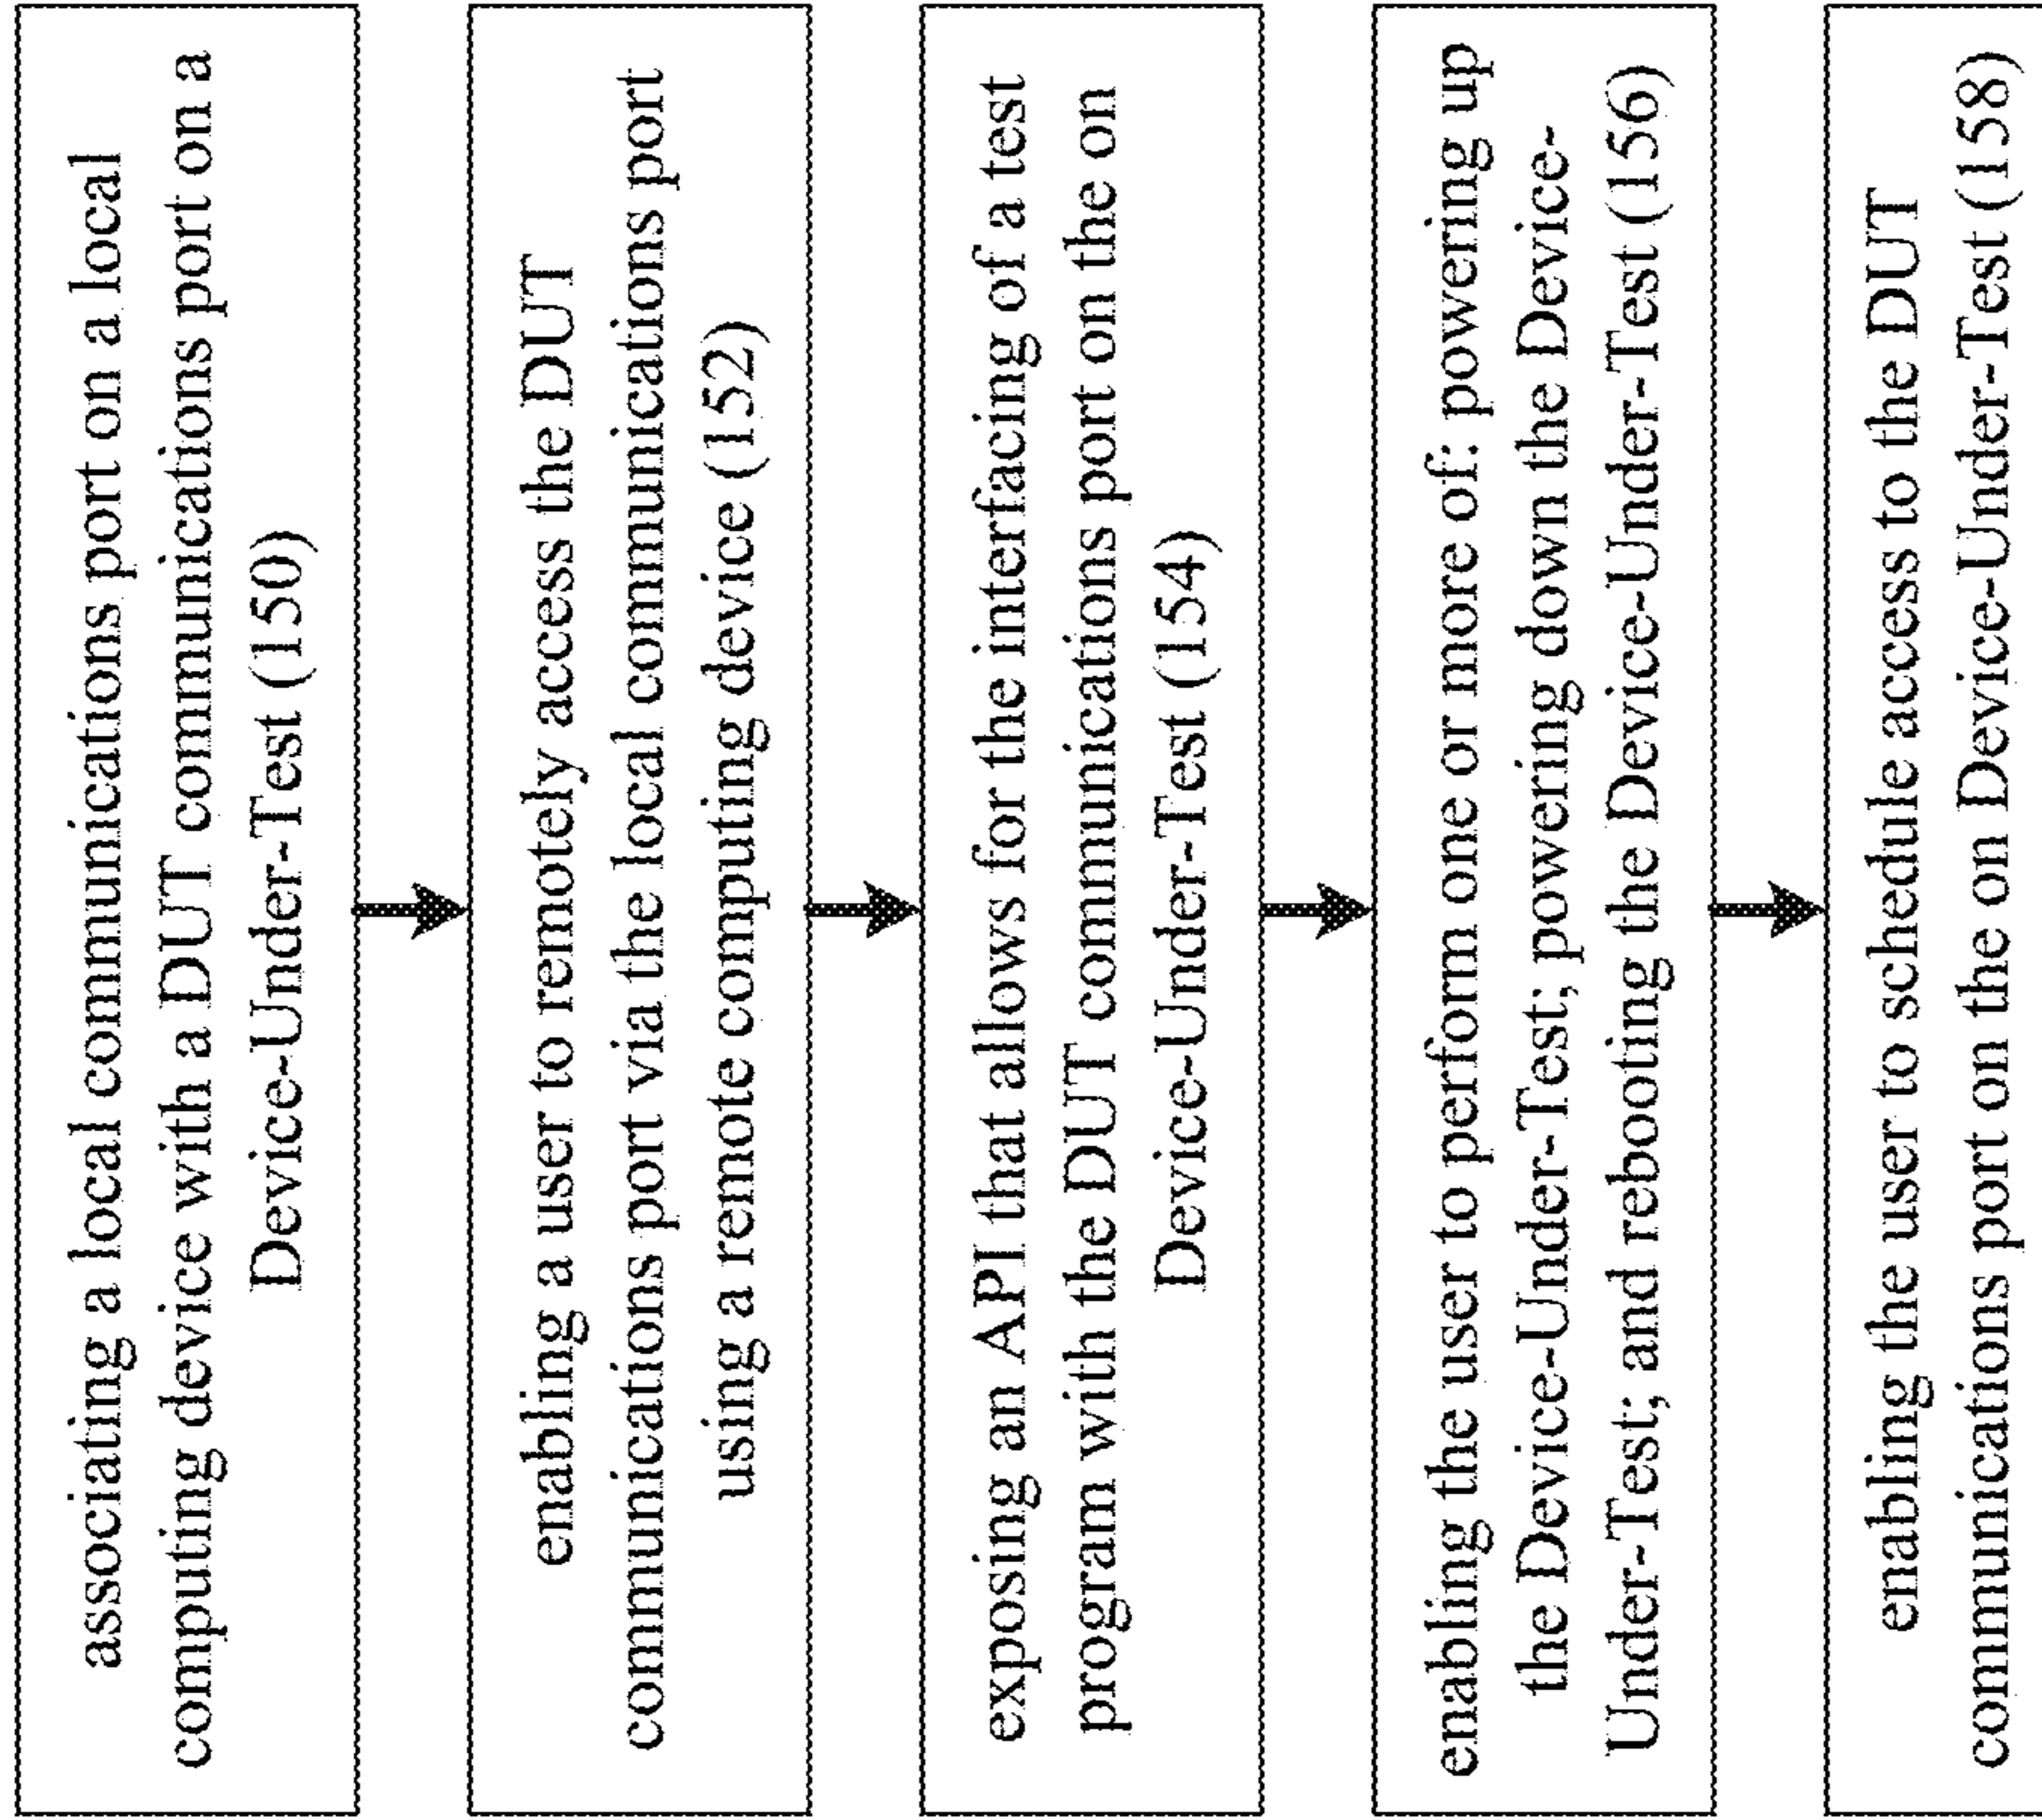 associating a local communications port on a local
computing device with a DUT communications port on a
Device-Under-Test (150)
enabling a user to remotely access the DUT
communications port via the local communications port
using a remote computing device (152)
exposing an API that allows for the interfacing of a test
program with the DUT communications port on the on
Device-Under-Test (154)
enabling the user to perform one or more of: powering up
the Device-Under-Test; powering down the Device-
Under-Test; and rebooting the Device-Under-Test (156)
enabling the user to schedule access to the DUT
communications port on the on Device-Under-Test (158)